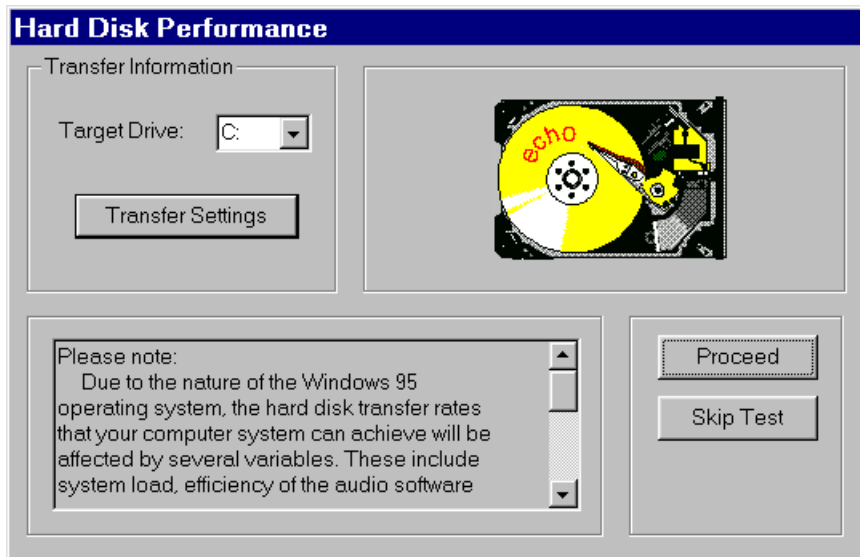 Hard Disk Performance
Transfer Information
Target Drive: C:
Transfer Settings
echo
Please note:
Due to the nature of the Windows 95
operating system, the hard disk transfer rates
that your computer system can achieve will be
affected by several variables. These include
system load, efficiency of the audio software
Proceed
Skip Test